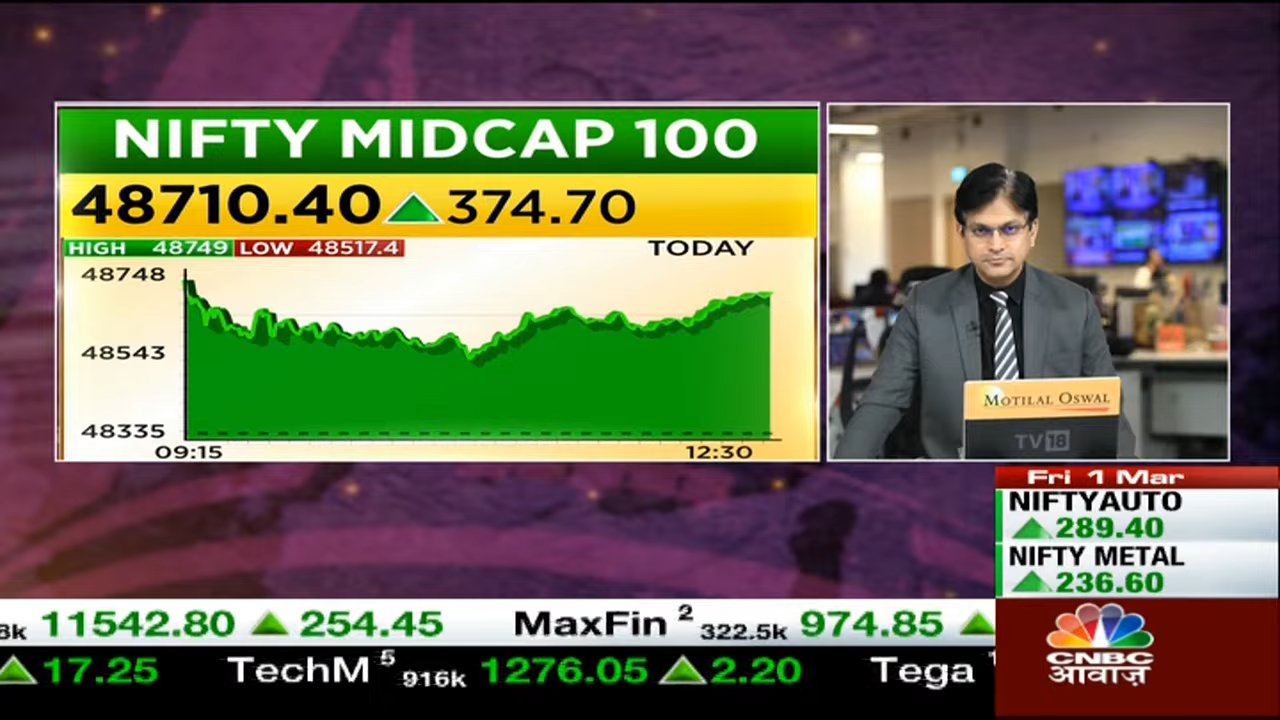 NIFTY MIDCAP 100
48710.40 374.70
HIGH 48749 LOW 48517.4 TODAY
48748
48543
48335
09:15 12:30
MOTILAL OSWAL
TV18
Fri 1 Mar
NIFTYAUTO
289.40
NIFTY METAL
236.60
8k 11542.80 254.45 MaxFin 2 322.5k 974.85
17.25 TechM 5 916k 1276.05 2.20 Tega
CNBC
आवाज़